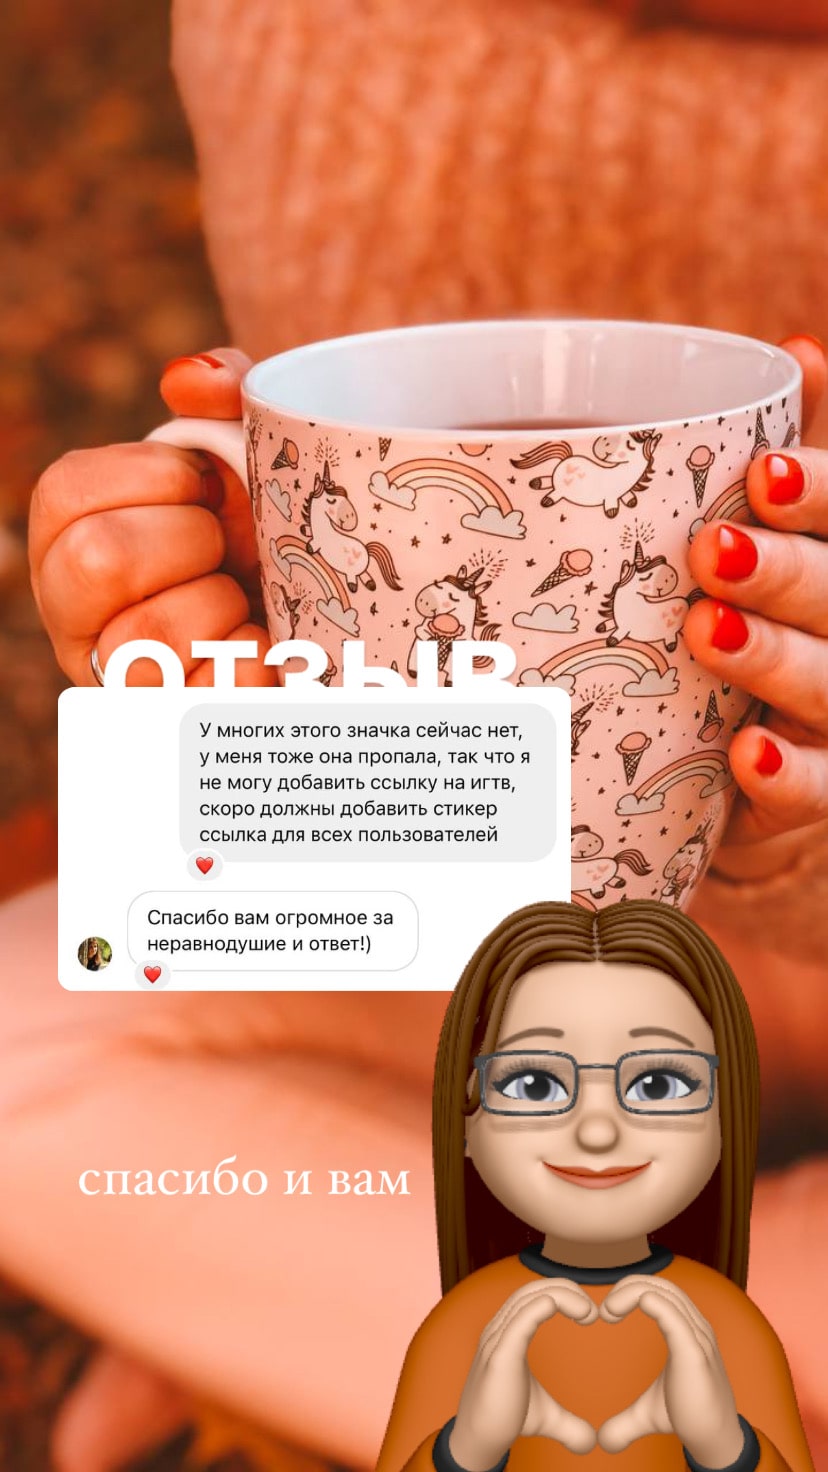 отзыв
У многих этого значка сейчас нет,
у меня тоже она пропала, так что я
не могу добавить ссылку на игтв,
скоро должны добавить стикер
ссылка для всех пользователей
Спасибо вам огромное за
неравнодушие и ответ!)
спасибо и вам